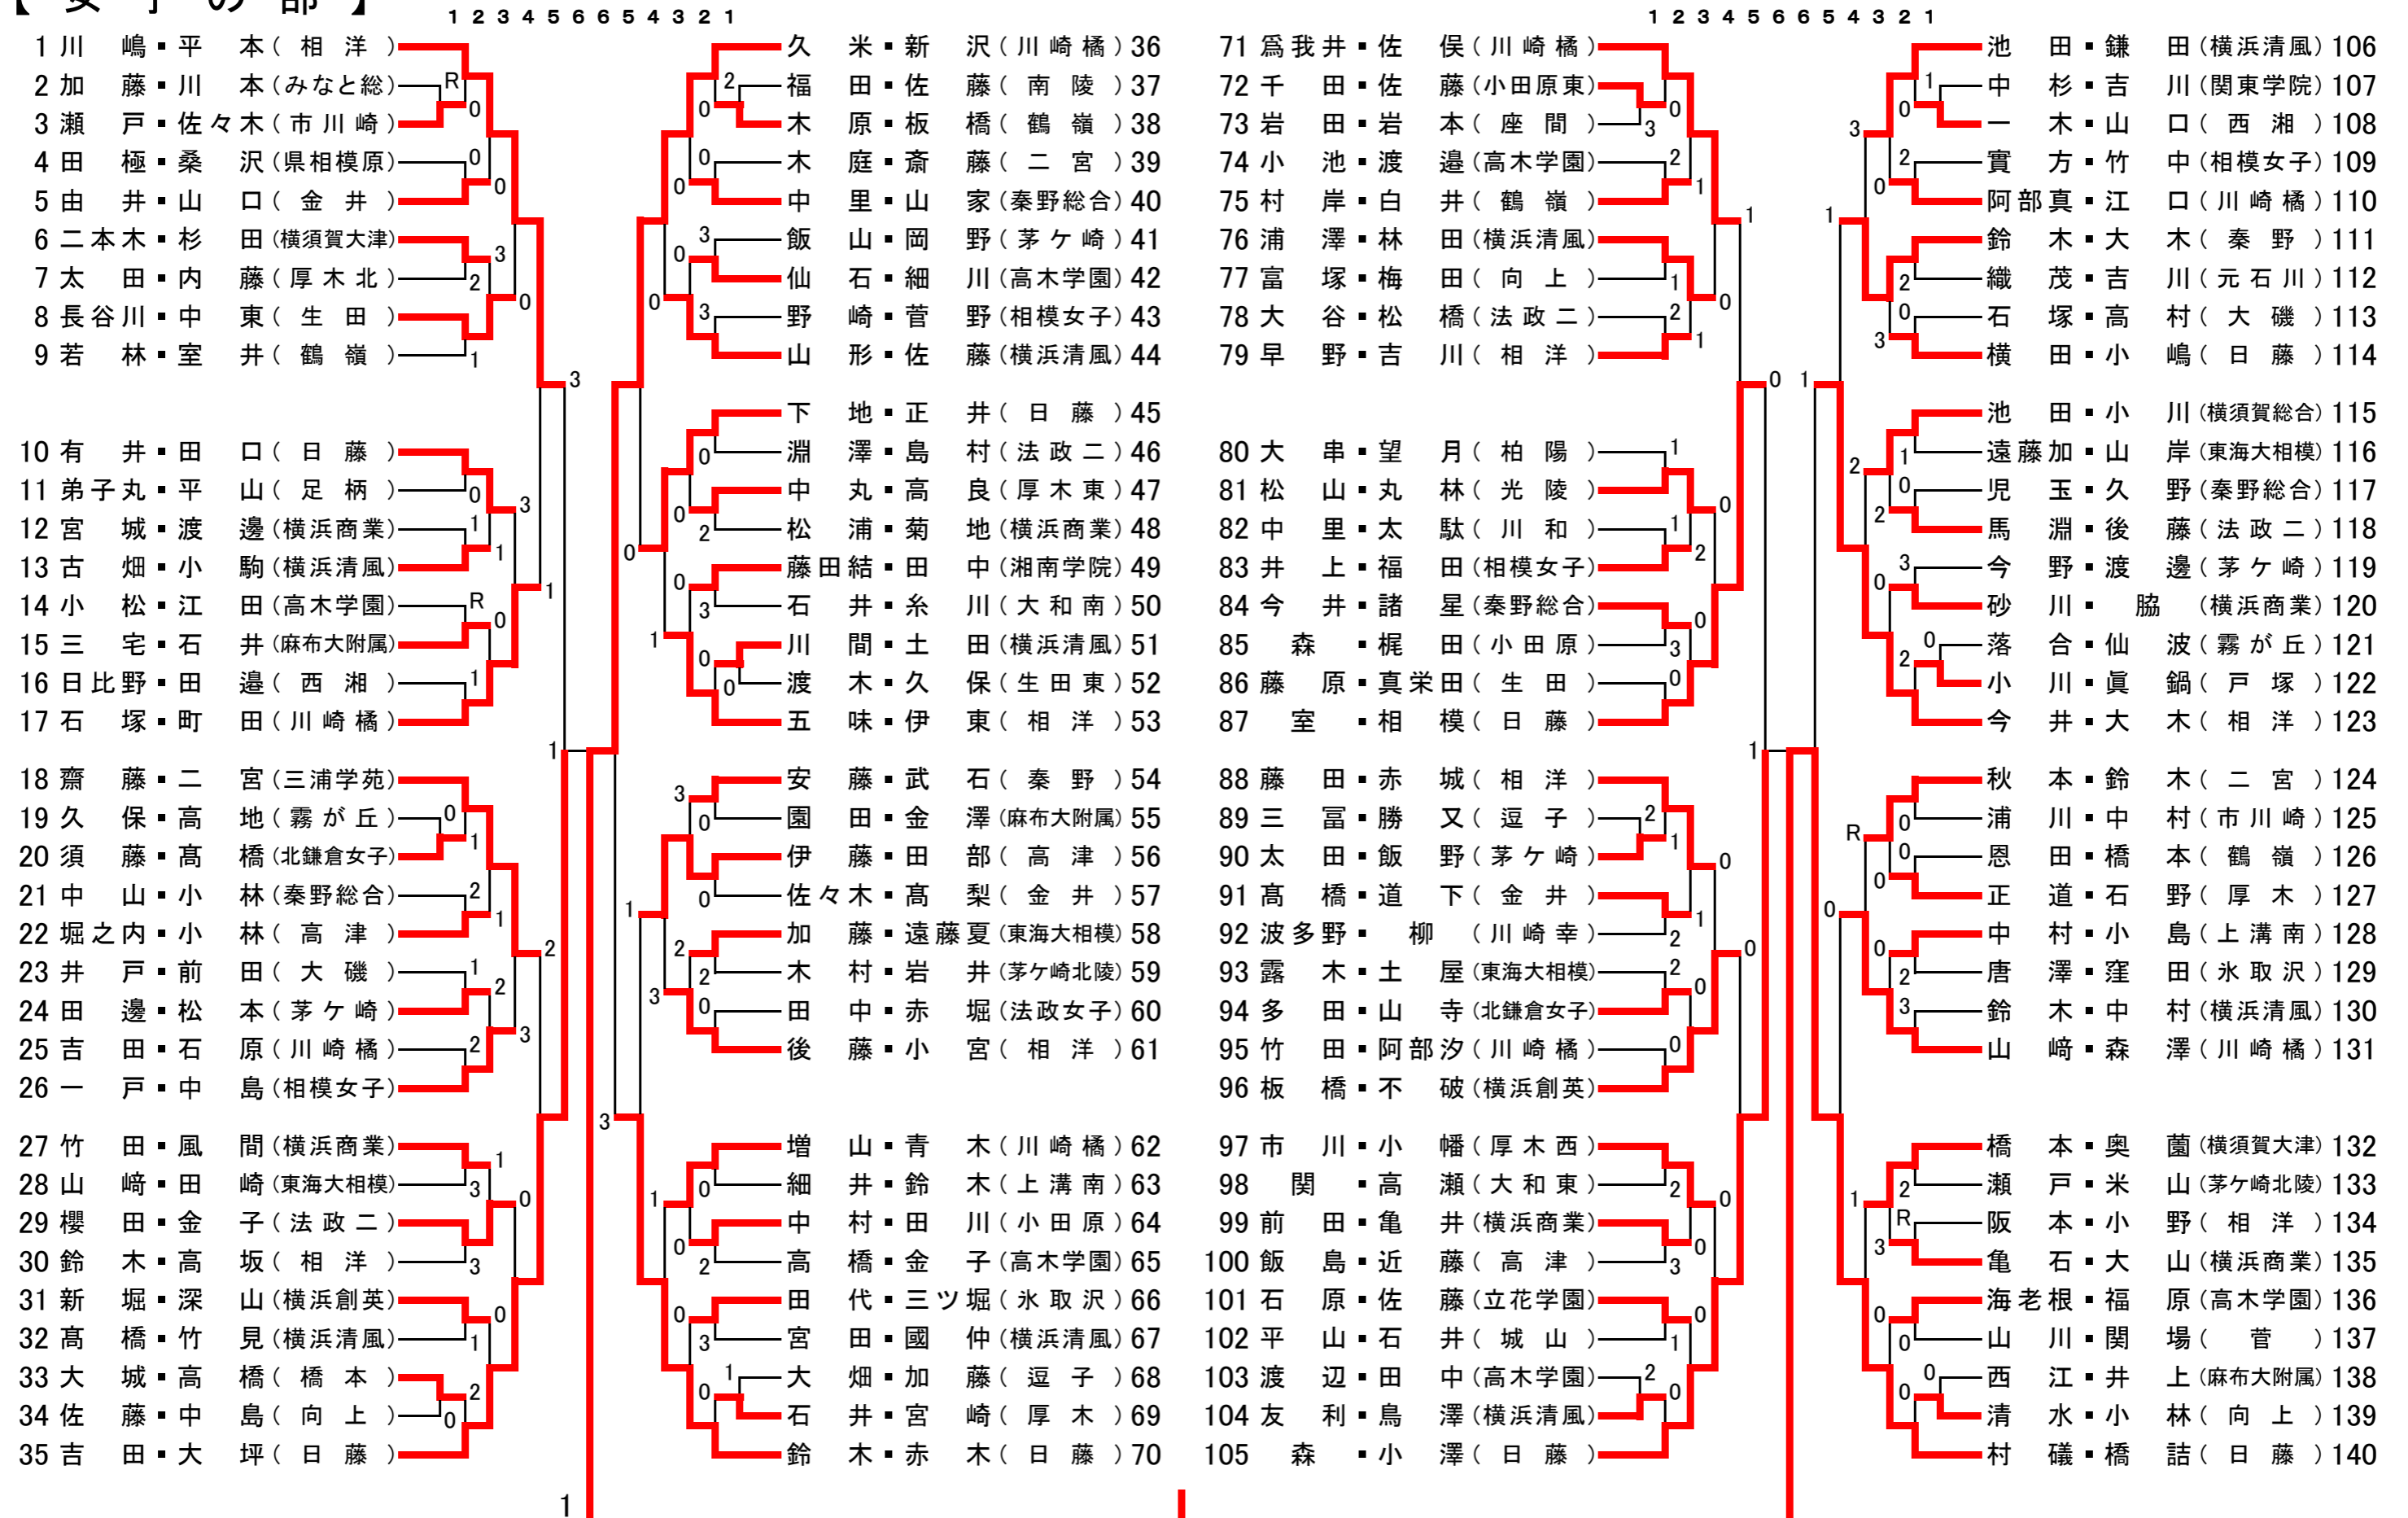 【 女 子 の 部 】
1 2 3 4 5 6 6 5 4 3 2 1
1 川嶋・平本（相洋）
2 加藤・川本（みなと総）
3 瀬戸・佐々木（市川崎）
4 田極・桑沢（県相模原）
5 由井・山口（金井）
6 二本木・杉田（横須賀大津）
7 太田・内藤（厚木北）
8 長谷川・中東（生田）
9 若林・室井（鶴嶺）
10 有井・田口（日藤）
11 弟子丸・平山（足柄）
12 宮城・渡邊（横浜商業）
13 古畑・小駒（横浜清風）
14 小松・江田（高木学園）
15 三宅・石井（麻布大附属）
16 日比野・田邉（西湘）
17 石塚・町田（川崎橘）
18 齋藤・二宮（三浦学苑）
19 久保・高地（霧が丘）
20 須藤・髙橋（北鎌倉女子）
21 中山・小林（秦野総合）
22 堀之内・小林（高津）
23 井戸・前田（大磯）
24 田邊・松本（茅ケ崎）
25 吉田・石原（川崎橘）
26 一戸・中島（相模女子）
27 竹田・風間（横浜商業）
28 山﨑・田崎（東海大相模）
29 櫻田・金子（法政二）
30 鈴木・高坂（相洋）
31 新堀・深山（横浜創英）
32 髙橋・竹見（横浜清風）
33 大城・高橋（橋本）
34 佐藤・中島（向上）
35 吉田・大坪（日藤）
久米・新沢（川崎橘）36
福田・佐藤（南陵）37
木原・板橋（鶴嶺）38
木庭・斎藤（二宮）39
中里・山家（秦野総合）40
飯山・岡野（茅ケ崎）41
仙石・細川（高木学園）42
野崎・菅野（相模女子）43
山形・佐藤（横浜清風）44
下地・正井（日藤）45
淵澤・島村（法政二）46
中丸・高良（厚木東）47
松浦・菊地（横浜商業）48
藤田結・田中（湘南学院）49
石井・糸川（大和南）50
川間・土田（横浜清風）51
渡木・久保（生田東）52
五味・伊東（相洋）53
安藤・武石（秦野）54
園田・金澤（麻布大附属）55
伊藤・田部（高津）56
佐々木・髙梨（金井）57
加藤・遠藤夏（東海大相模）58
木村・岩井（茅ケ崎北陵）59
田中・赤堀（法政女子）60
後藤・小宮（相洋）61
増山・青木（川崎橘）62
細井・鈴木（上溝南）63
中村・田川（小田原）64
高橋・金子（高木学園）65
田代・三ツ堀（氷取沢）66
宮田・國仲（横浜清風）67
大畑・加藤（逗子）68
石井・宮崎（厚木）69
鈴木・赤木（日藤）70
1
1 2 3 4 5 6 6 5 4 3 2 1
71 爲我井・佐俣（川崎橘）
72 千田・佐藤（小田原東）
73 岩田・岩本（座間）
74 小池・渡邉（高木学園）
75 村岸・白井（鶴嶺）
76 浦澤・林田（横浜清風）
77 富塚・梅田（向上）
78 大谷・松橋（法政二）
79 早野・吉川（相洋）
80 大串・望月（柏陽）
81 松山・丸林（光陵）
82 中里・太駄（川和）
83 井上・福田（相模女子）
84 今井・諸星（秦野総合）
85 森・梶田（小田原）
86 藤原・真栄田（生田）
87 室・相模（日藤）
88 藤田・赤城（相洋）
89 三冨・勝又（逗子）
90 太田・飯野（茅ケ崎）
91 髙橋・道下（金井）
92 波多野・柳（川崎幸）
93 露木・土屋（東海大相模）
94 多田・山寺（北鎌倉女子）
95 竹田・阿部汐（川崎橘）
96 板橋・不破（横浜創英）
97 市川・小幡（厚木西）
98 関・高瀬（大和東）
99 前田・亀井（横浜商業）
100 飯島・近藤（高津）
101 石原・佐藤（立花学園）
102 平山・石井（城山）
103 渡辺・田中（高木学園）
104 友利・鳥澤（横浜清風）
105 森・小澤（日藤）
池田・鎌田（横浜清風）106
中杉・吉川（関東学院）107
一木・山口（西湘）108
實方・竹中（相模女子）109
阿部真・江口（川崎橘）110
鈴木・大木（秦野）111
織茂・吉川（元石川）112
石塚・高村（大磯）113
横田・小嶋（日藤）114
池田・小川（横須賀総合）115
遠藤加・山岸（東海大相模）116
児玉・久野（秦野総合）117
馬淵・後藤（法政二）118
今野・渡邊（茅ケ崎）119
砂川・脇（横浜商業）120
落合・仙波（霧が丘）121
小川・眞鍋（戸塚）122
今井・大木（相洋）123
秋本・鈴木（二宮）124
浦川・中村（市川崎）125
恩田・橋本（鶴嶺）126
正道・石野（厚木）127
中村・小島（上溝南）128
唐澤・窪田（氷取沢）129
鈴木・中村（横浜清風）130
山﨑・森澤（川崎橘）131
橋本・奥薗（横須賀大津）132
瀬戸・米山（茅ケ崎北陵）133
阪本・小野（相洋）134
亀石・大山（横浜商業）135
海老根・福原（高木学園）136
山川・関場（菅）137
西江・井上（麻布大附属）138
清水・小林（向上）139
村礒・橋詰（日藤）140